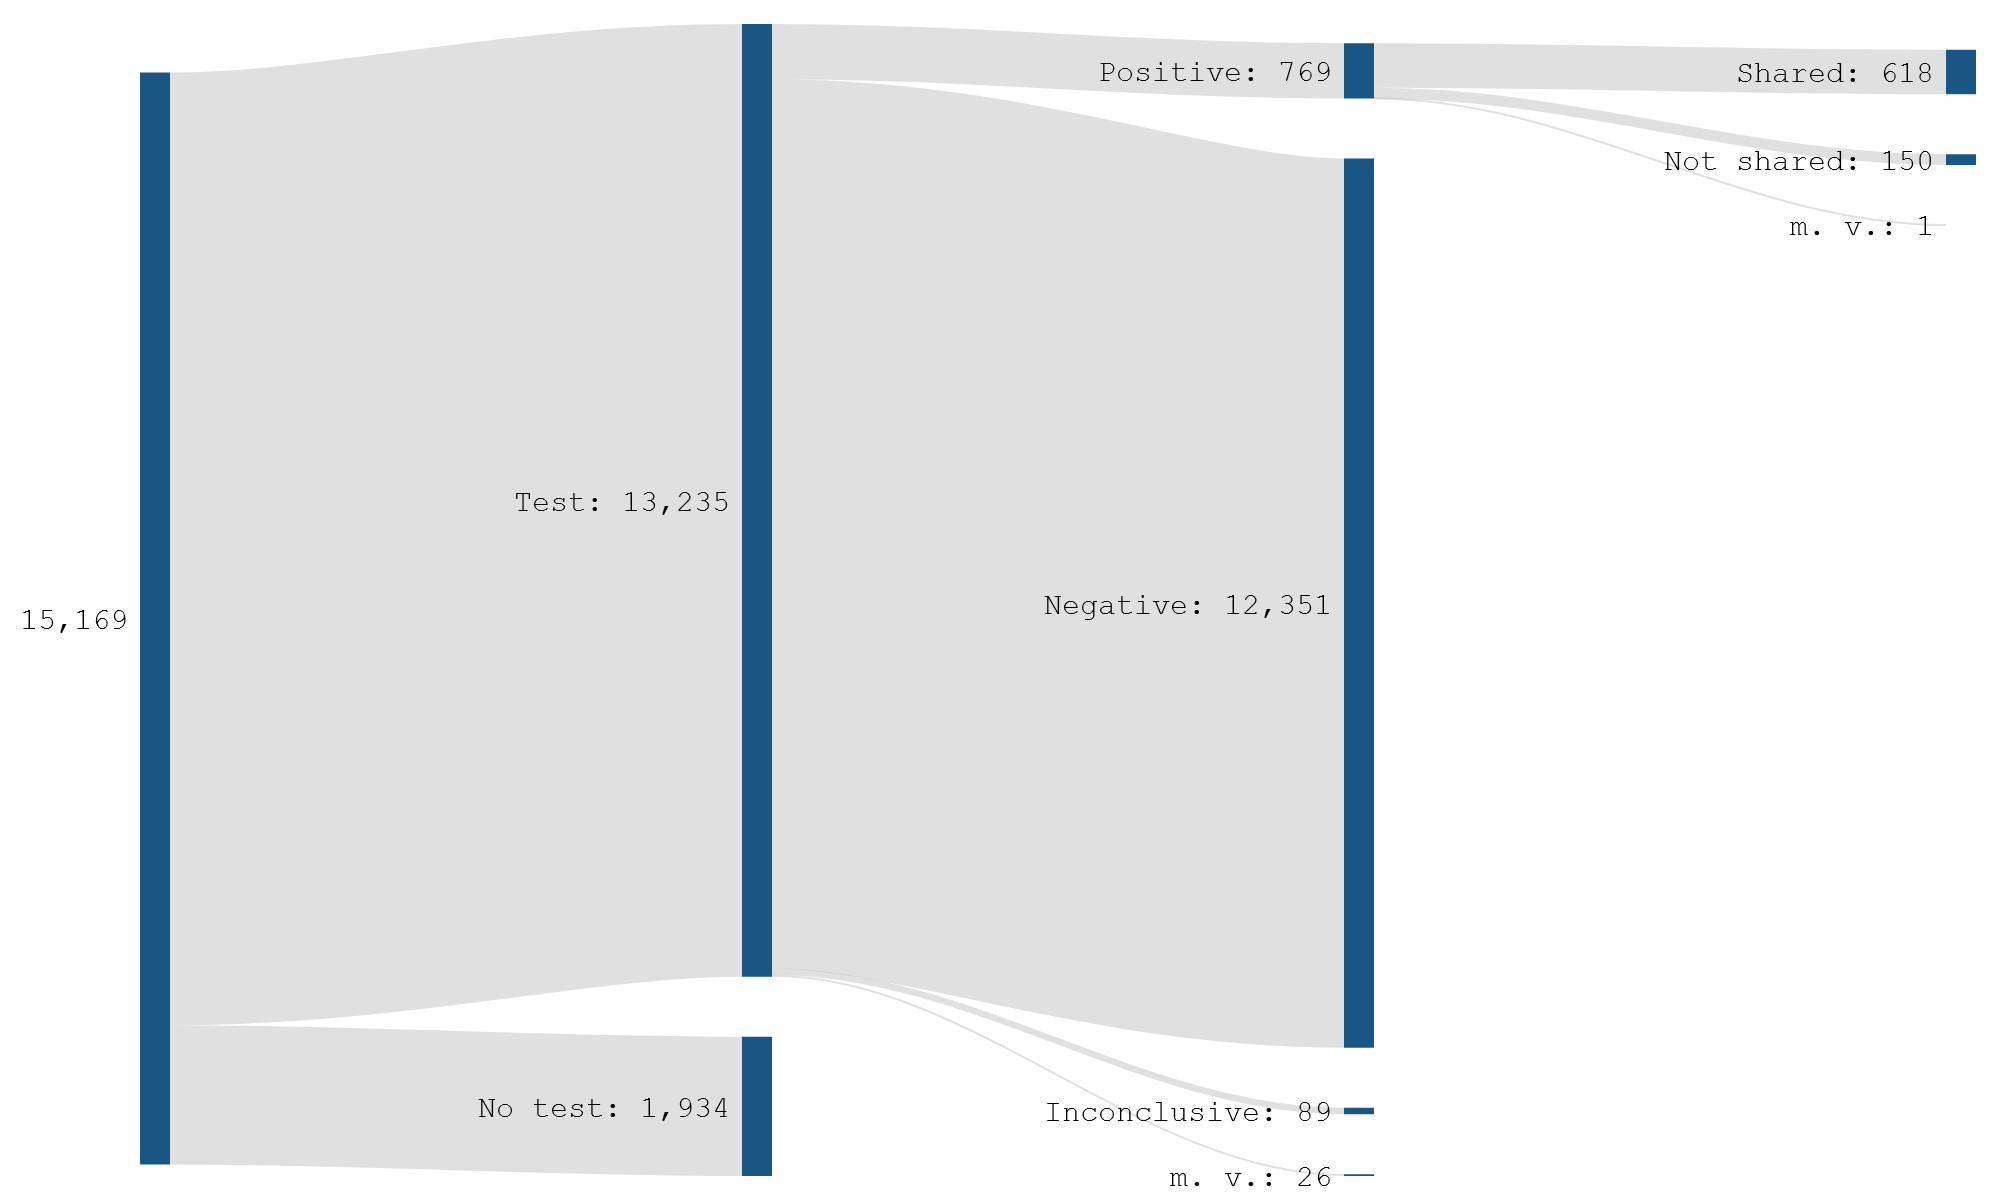 15,169
Test: 13,235
No test: 1,934
Positive: 769
Negative: 12,351
Inconclusive: 89
m. v.: 26
Shared: 618
Not shared: 150
m. v.: 1